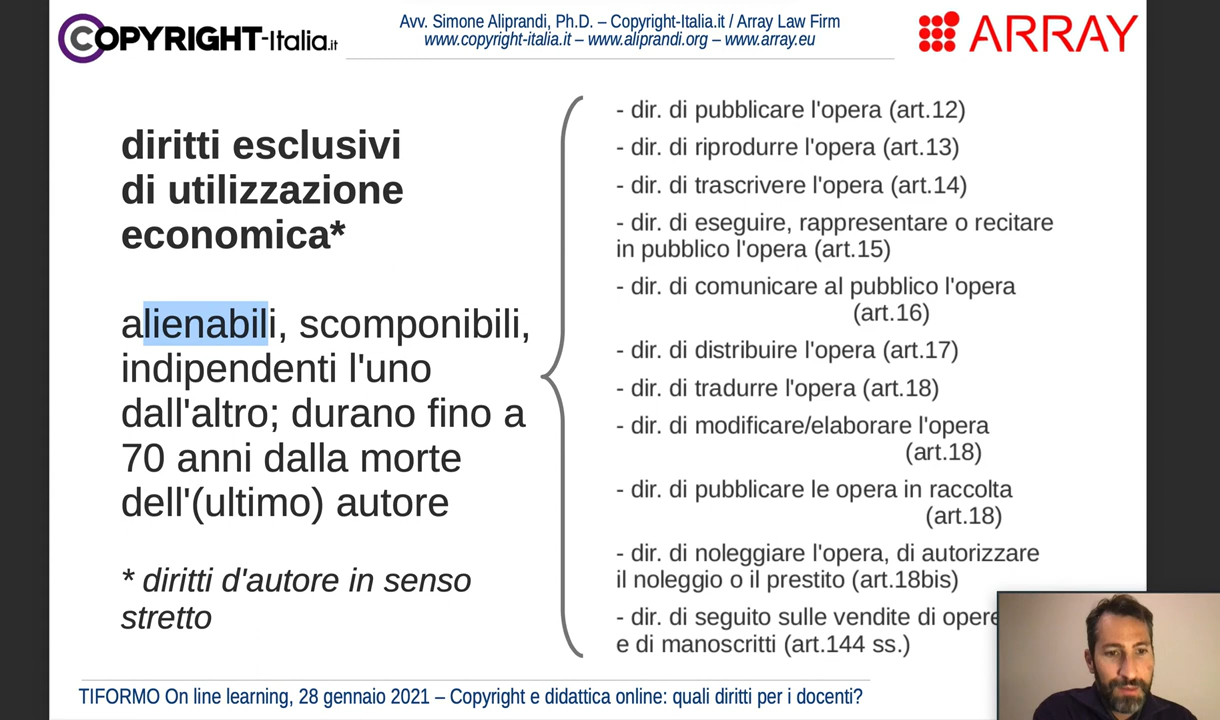 COPYRIGHT-Italia.it
Avv. Simone Aliprandi, Ph.D. – Copyright-Italia.it / Array Law Firm
www.copyright-italia.it – www.aliprandi.org – www.array.eu
ARRAY
diritti esclusivi
di utilizzazione
economica*
alienabili, scomponibili,
indipendenti l'uno
dall'altro; durano fino a
70 anni dalla morte
dell'(ultimo) autore
* diritti d'autore in senso
stretto
- dir. di pubblicare l'opera (art.12)
- dir. di riprodurre l'opera (art.13)
- dir. di trascrivere l'opera (art.14)
- dir. di eseguire, rappresentare o recitare
in pubblico l'opera (art.15)
- dir. di comunicare al pubblico l'opera
(art.16)
- dir. di distribuire l'opera (art.17)
- dir. di tradurre l'opera (art.18)
- dir. di modificare/elaborare l'opera
(art.18)
- dir. di pubblicare le opera in raccolta
(art.18)
- dir. di noleggiare l'opera, di autorizzare
il noleggio o il prestito (art.18bis)
- dir. di seguito sulle vendite di opere
e di manoscritti (art.144 ss.)
TIFORMO On line learning, 28 gennaio 2021 – Copyright e didattica online: quali diritti per i docenti?